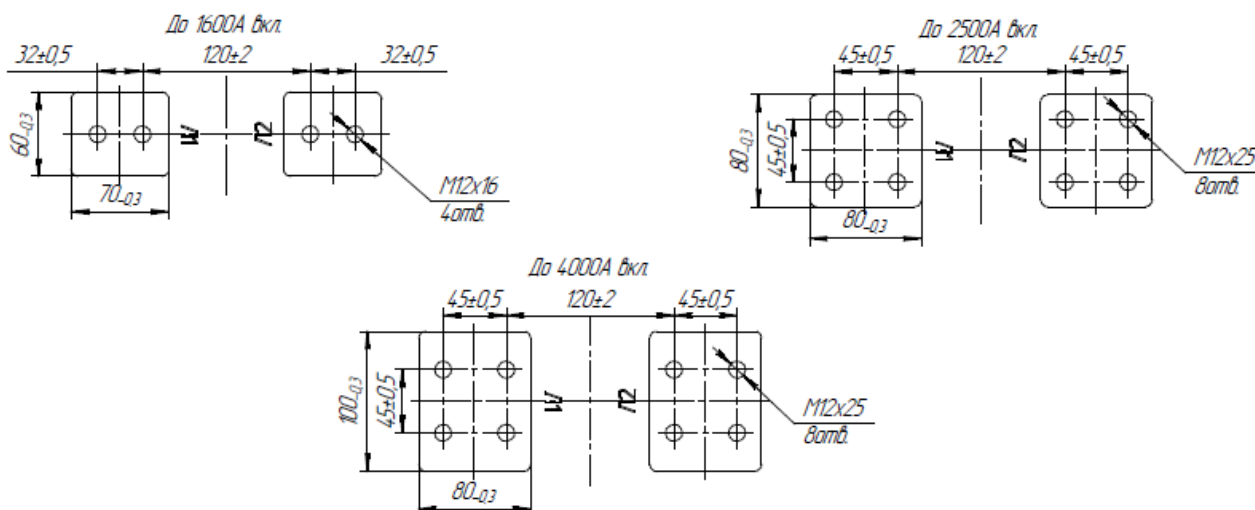 До 1600А вкл.
32±0,5
120±2
32±0,5
60-0,3
70-0,3
Л1
Л2
М12х16
4отв.
До 2500А вкл.
45±0,5
120±2
45±0,5
80-0,3
45±0,5
80-0,3
Л1
Л2
М12х25
8отв.
До 4000А вкл.
45±0,5
120±2
45±0,5
100-0,3
45±0,5
80-0,3
Л1
Л2
М12х25
8отв.